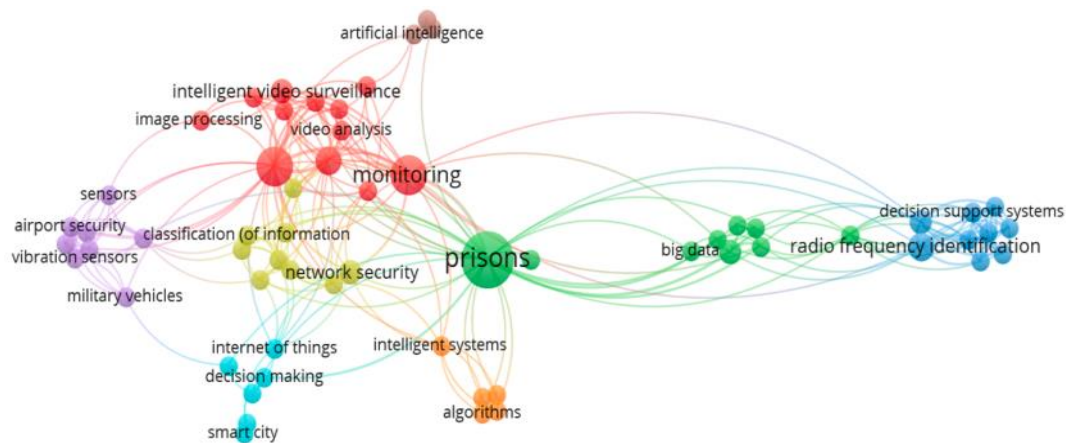 artificial intelligence
intelligent video surveillance
image processing
video analysis
monitoring
sensors
airport security
classification (of information
vibration sensors
network security
military vehicles
prisons
big data
decision support systems
radio frequency identification
internet of things
intelligent systems
decision making
algorithms
smart city